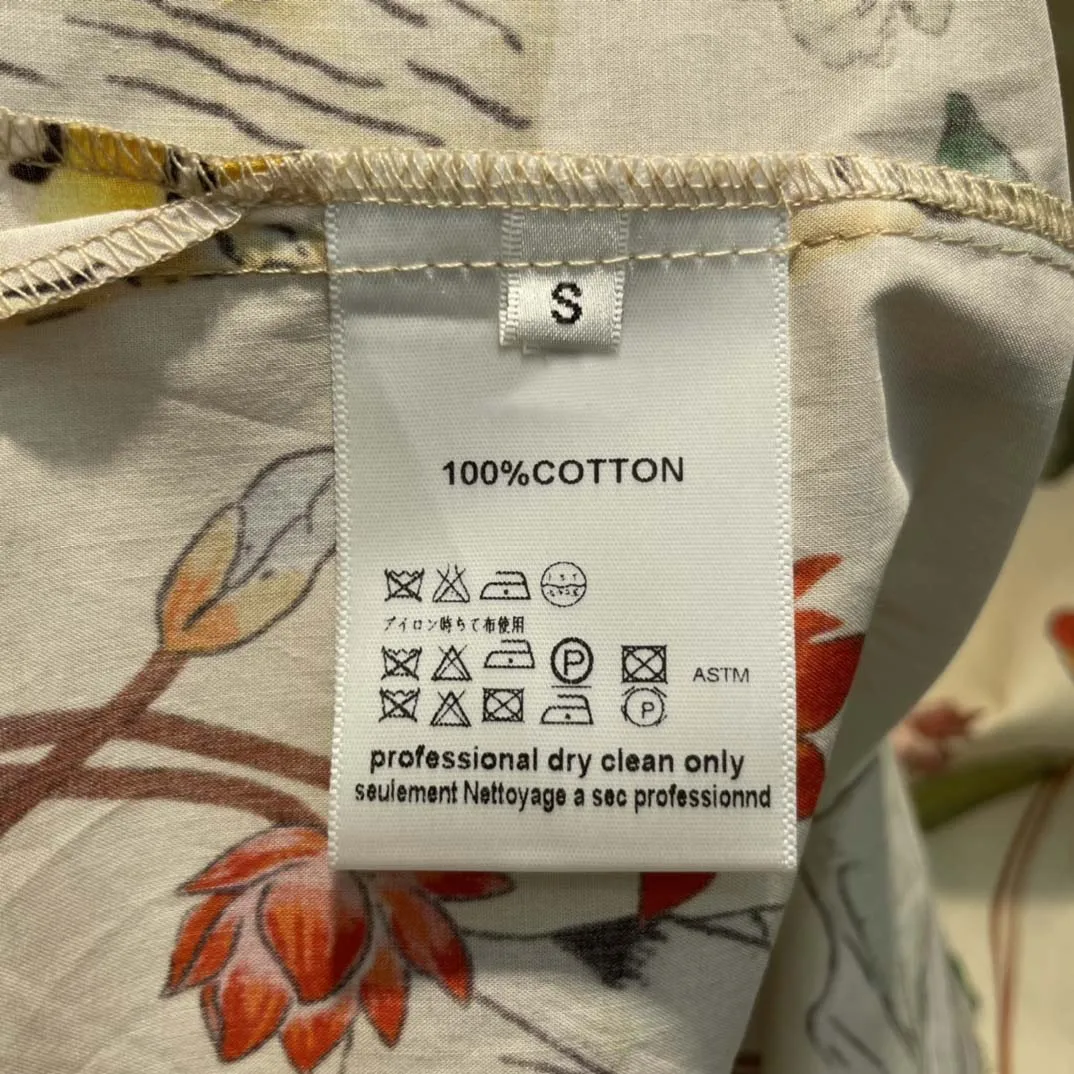 S
100%COTTON
アイロン時ちて布使用
P
ASTM
P
professional dry clean only
seulement Nettoyage a sec professionnd